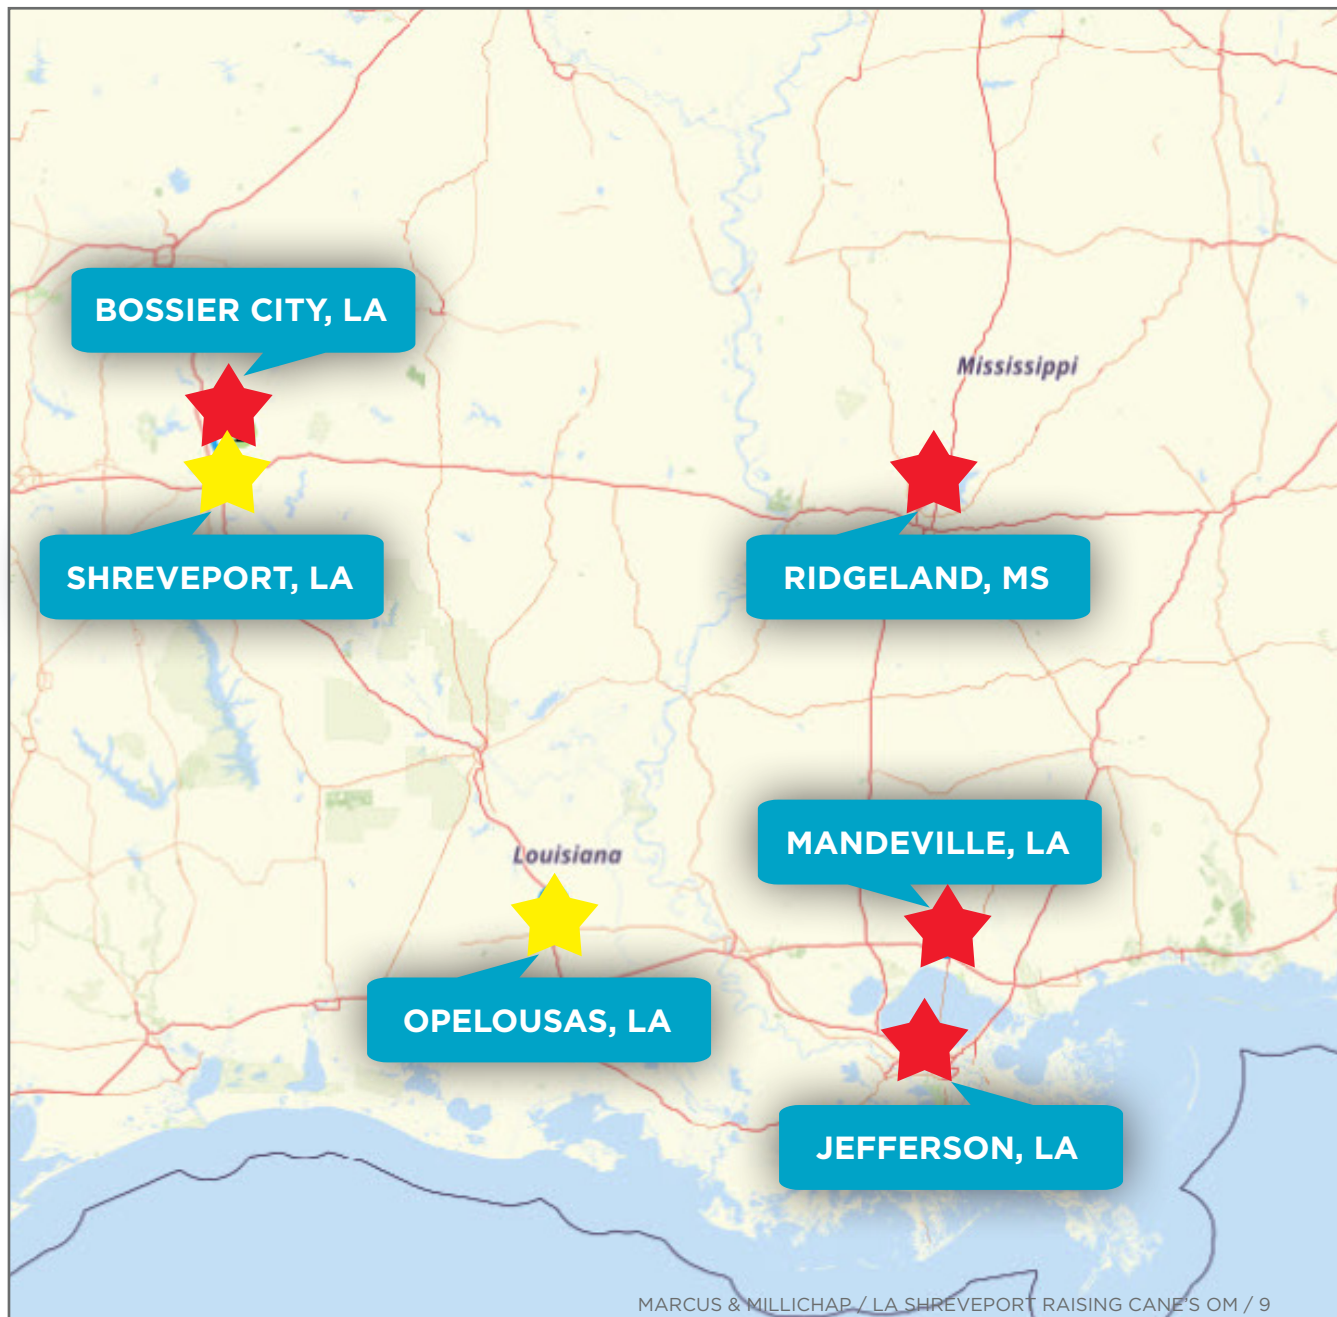 BOSSIER CITY, LA
Mississippi
SHREVEPORT, LA
RIDGELAND, MS
MANDEVILLE, LA
Louisiana
OPELOUSAS, LA
JEFFERSON, LA
MARCUS & MILLICHAP / LA SHREVEPORT RAISING CANE'S OM / 9